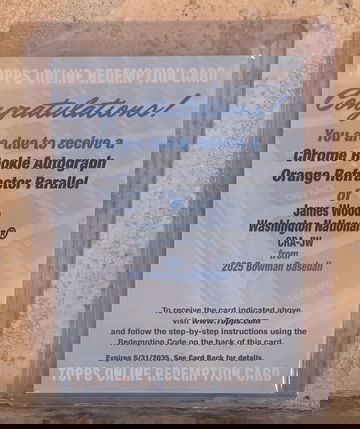 TOPPS ONLINE REDEMPTION CARD
Congratulations!
You are due to receive a
Chrome Rookie Autograph
Orange Refractor Parallel
of
James Wood
Washington Nationals®
CRA-JW
from
2025 Bowman Baseball
To receive the card indicated above,
visit www.Topps.com
and follow the step-by-step instructions using the
Redemption Code on the back of this card.
Expires 5/31/2035. See Card Back for details.
TOPPS ONLINE REDEMPTION CARD